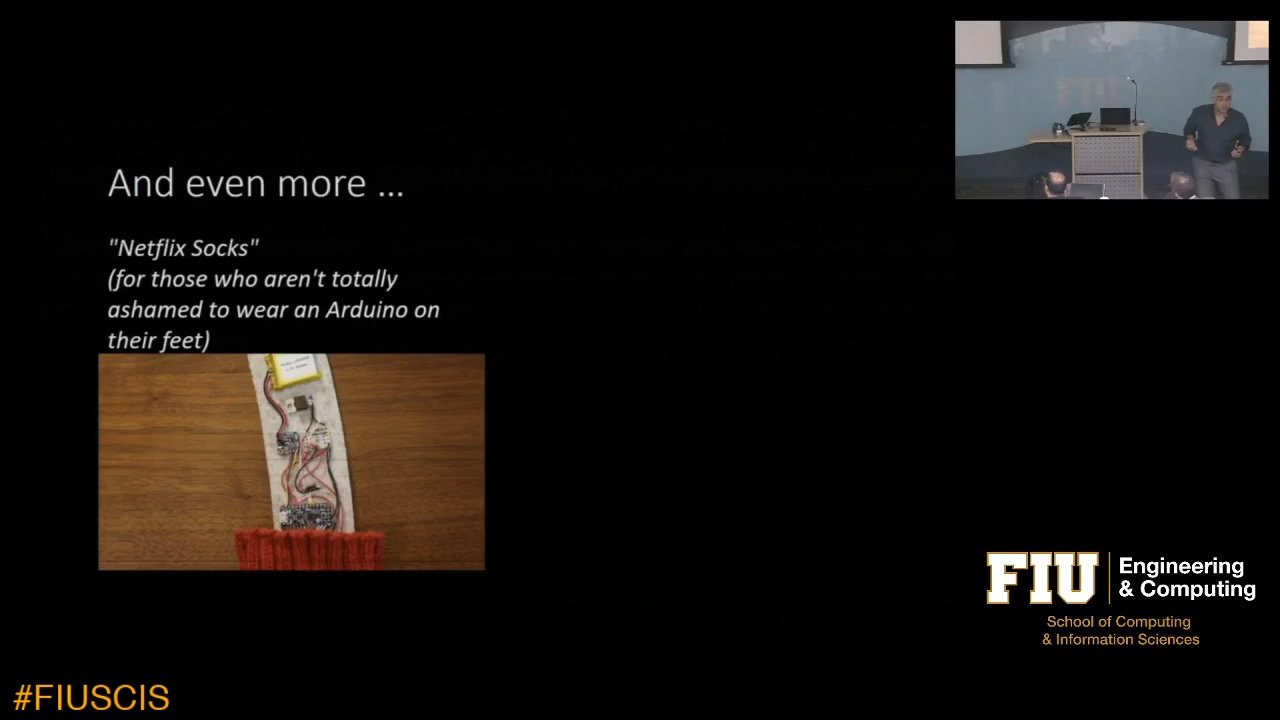 And even more ...
"Netflix Socks"
(for those who aren't totally
ashamed to wear an Arduino on
their feet)
FIU
Engineering
& Computing
School of Computing
& Information Sciences
#FIUSCIS